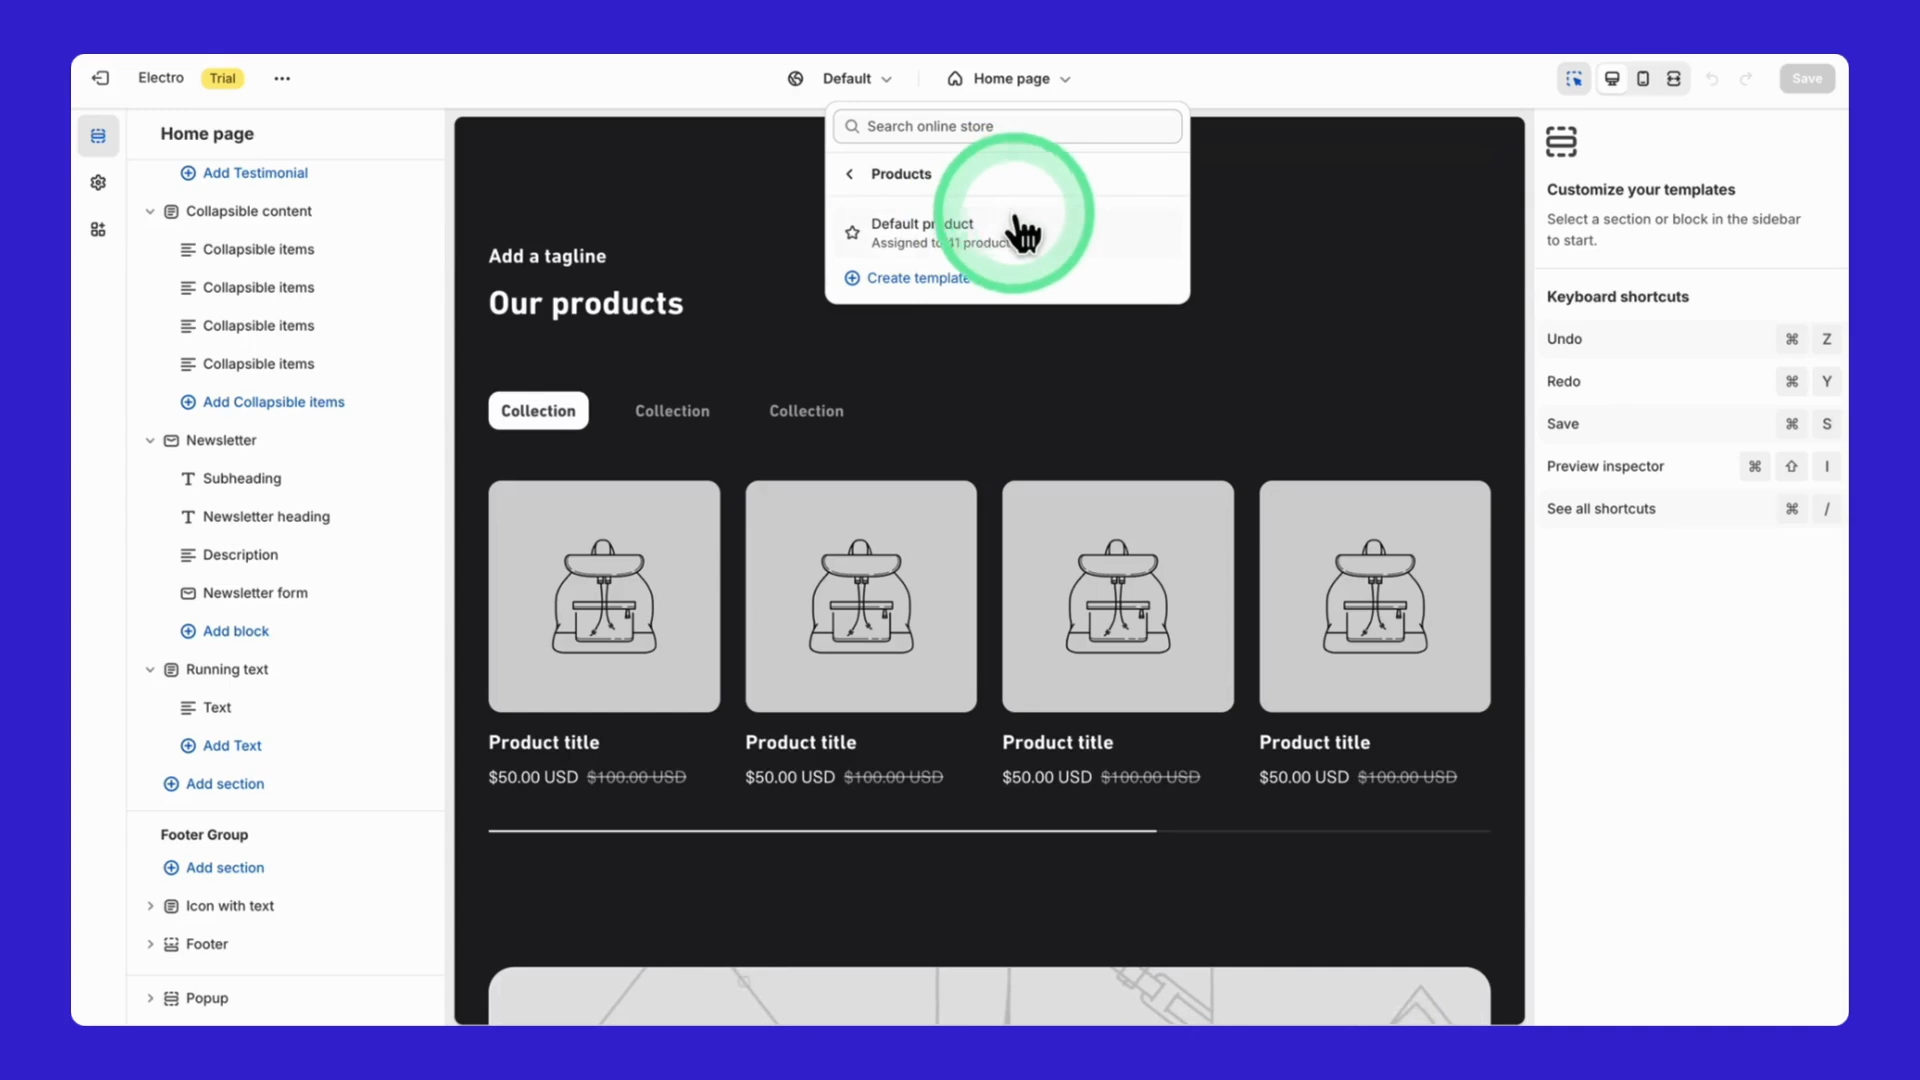 Electro
Trial
Default
Home page
Save
Search online store
Products
Default product
Assigned to 41 products
Create template
Home page
Add Testimonial
Collapsible content
Collapsible items
Collapsible items
Collapsible items
Collapsible items
Add Collapsible items
Newsletter
Subheading
Newsletter heading
Description
Newsletter form
Add block
Running text
Text
Add Text
Add section
Footer Group
Add section
Icon with text
Footer
Popup
Add a tagline
Our products
Collection
Collection
Collection
Product title
$50.00 USD $100.00 USD
Product title
$50.00 USD $100.00 USD
Product title
$50.00 USD $100.00 USD
Product title
$50.00 USD $100.00 USD
Customize your templates
Select a section or block in the sidebar
to start.
Keyboard shortcuts
Undo ⌘ Z
Redo ⌘ Y
Save ⌘ S
Preview inspector ⌘ ⇧ I
See all shortcuts ⌘ /